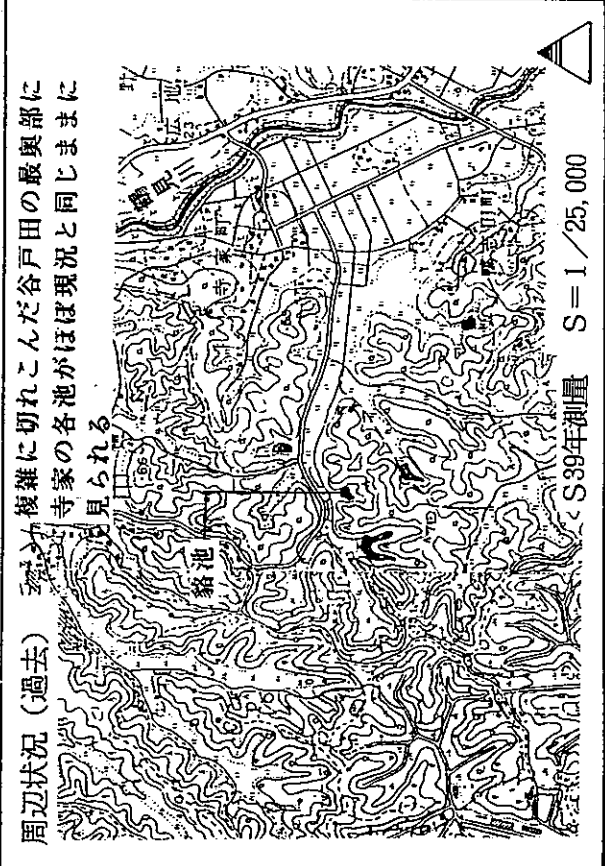 周辺状況（過去）
複雑に切れこんだ谷戸田の最奥部に
寺家の各池がほぼ現況と同じままに
見られる
鶴見川
寺家町
貉池
S39年測量 S＝1／25,000